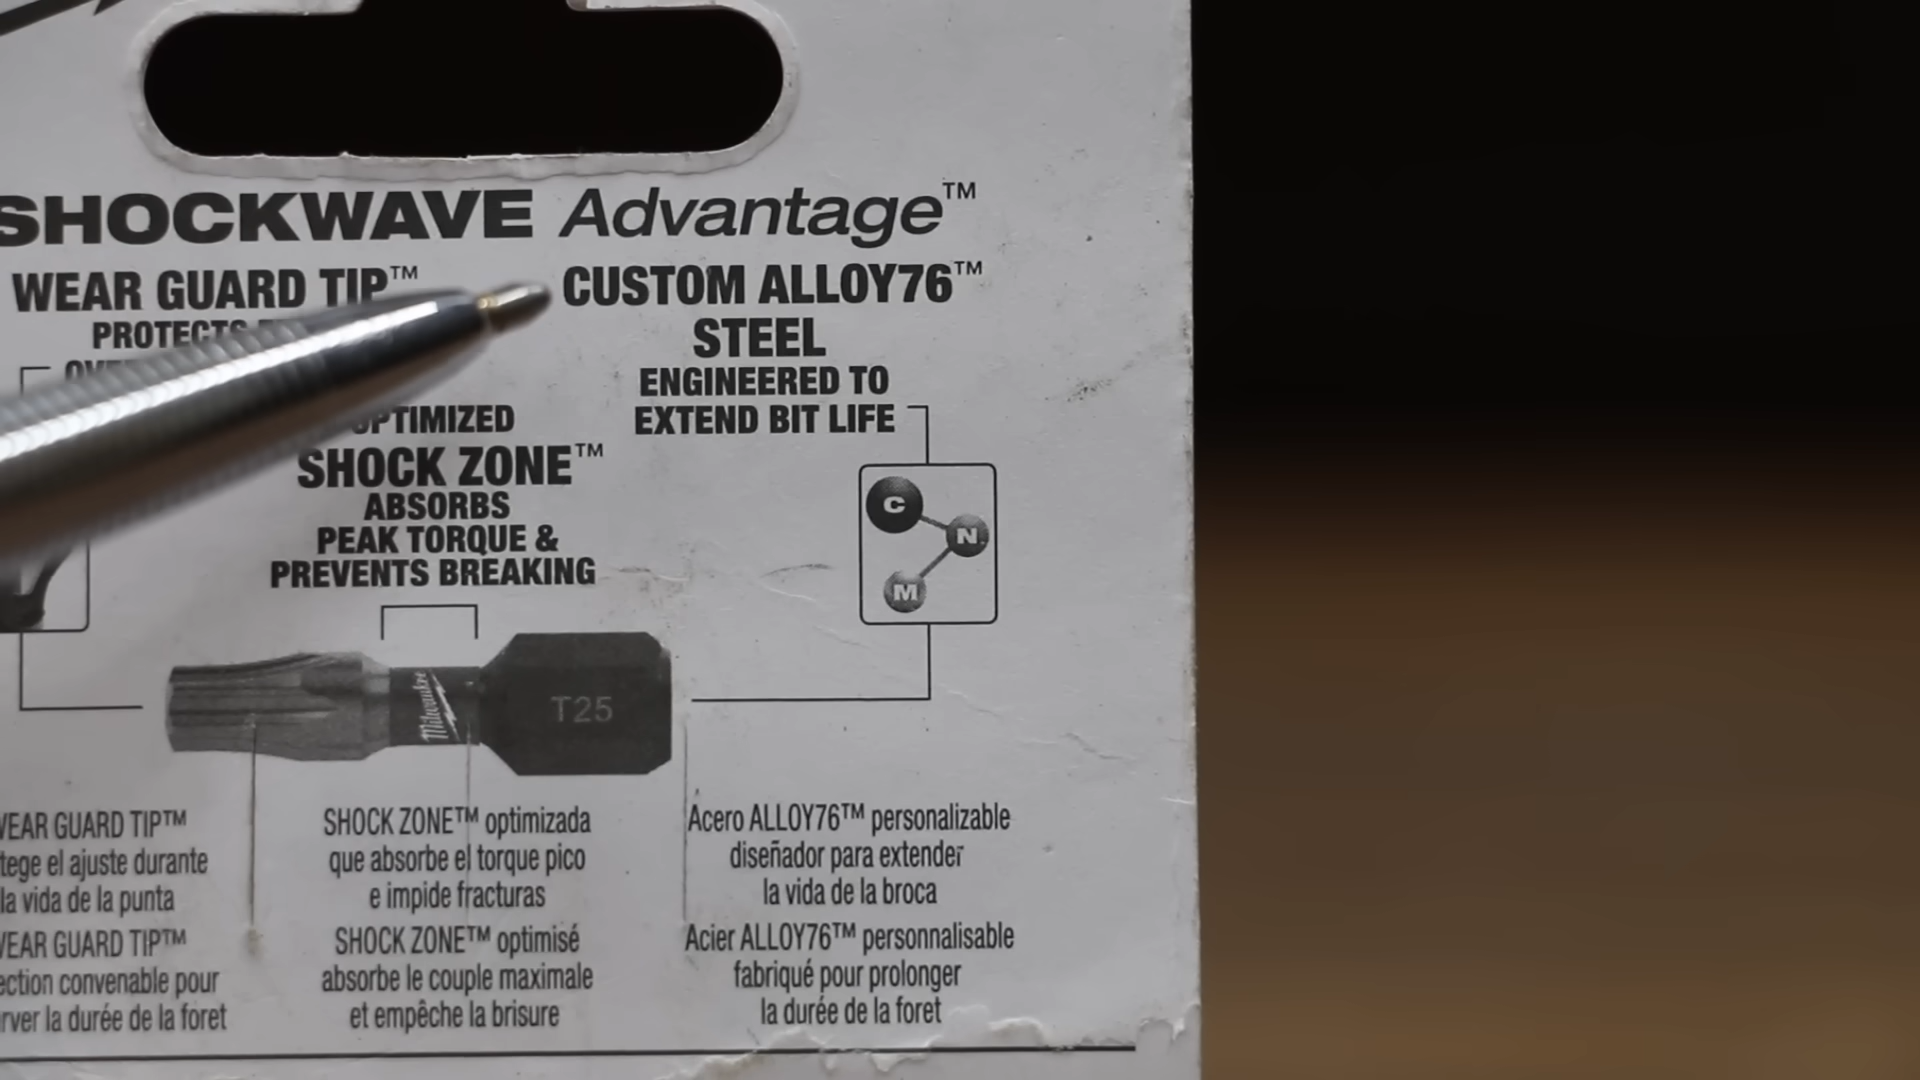 SHOCKWAVE Advantage™
WEAR GUARD TIP™
PROTECTS
CUSTOM ALLOY76™
STEEL
ENGINEERED TO
EXTEND BIT LIFE
OPTIMIZED
SHOCK ZONE™
ABSORBS
PEAK TORQUE &
PREVENTS BREAKING
C
N
M
Milwaukee
T25
WEAR GUARD TIP™
tege el ajuste durante
la vida de la punta
WEAR GUARD TIP™
ection convenable pour
rver la durée de la foret
SHOCK ZONE™ optimizada
que absorbe el torque pico
e impide fracturas
SHOCK ZONE™ optimisé
absorbe le couple maximale
et empêche la brisure
Acero ALLOY76™ personalizable
diseñador para extender
la vida de la broca
Acier ALLOY76™ personnalisable
fabriqué pour prolonger
la durée de la foret